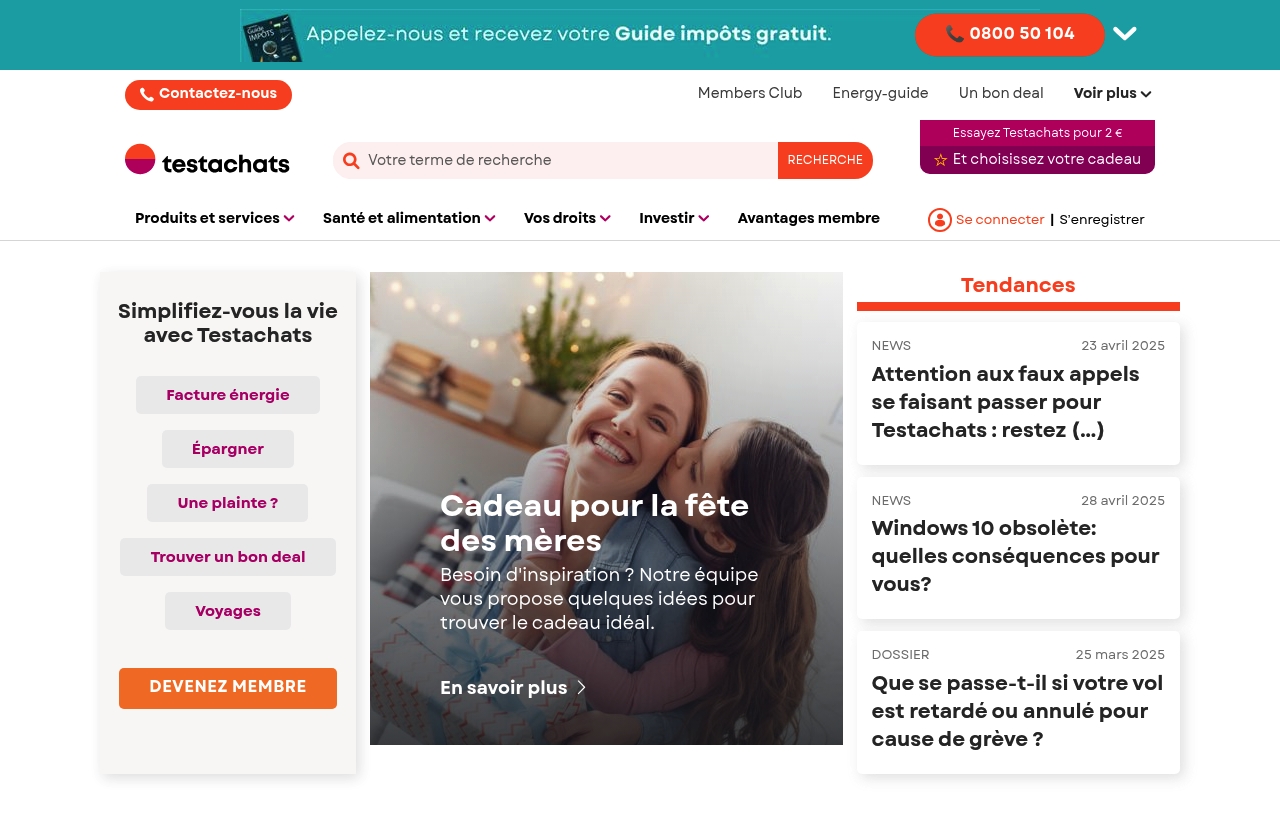 Guide
IMPÔTS
Appelez-nous et recevez votre Guide impôts gratuit.
0800 50 104
Contactez-nous
Members Club
Energy-guide
Un bon deal
Voir plus
testachats
Votre terme de recherche
RECHERCHE
Essayez Testachats pour 2 €
Et choisissez votre cadeau
Produits et services
Santé et alimentation
Vos droits
Investir
Avantages membre
Se connecter | S'enregistrer
Simplifiez-vous la vie
avec Testachats
Facture énergie
Épargner
Une plainte ?
Trouver un bon deal
Voyages
DEVENEZ MEMBRE
Cadeau pour la fête
des mères
Besoin d'inspiration ? Notre équipe
vous propose quelques idées pour
trouver le cadeau idéal.
En savoir plus
Tendances
NEWS 23 avril 2025
Attention aux faux appels
se faisant passer pour
Testachats : restez (...)
NEWS 28 avril 2025
Windows 10 obsolète:
quelles conséquences pour
vous?
DOSSIER 25 mars 2025
Que se passe-t-il si votre vol
est retardé ou annulé pour
cause de grève ?